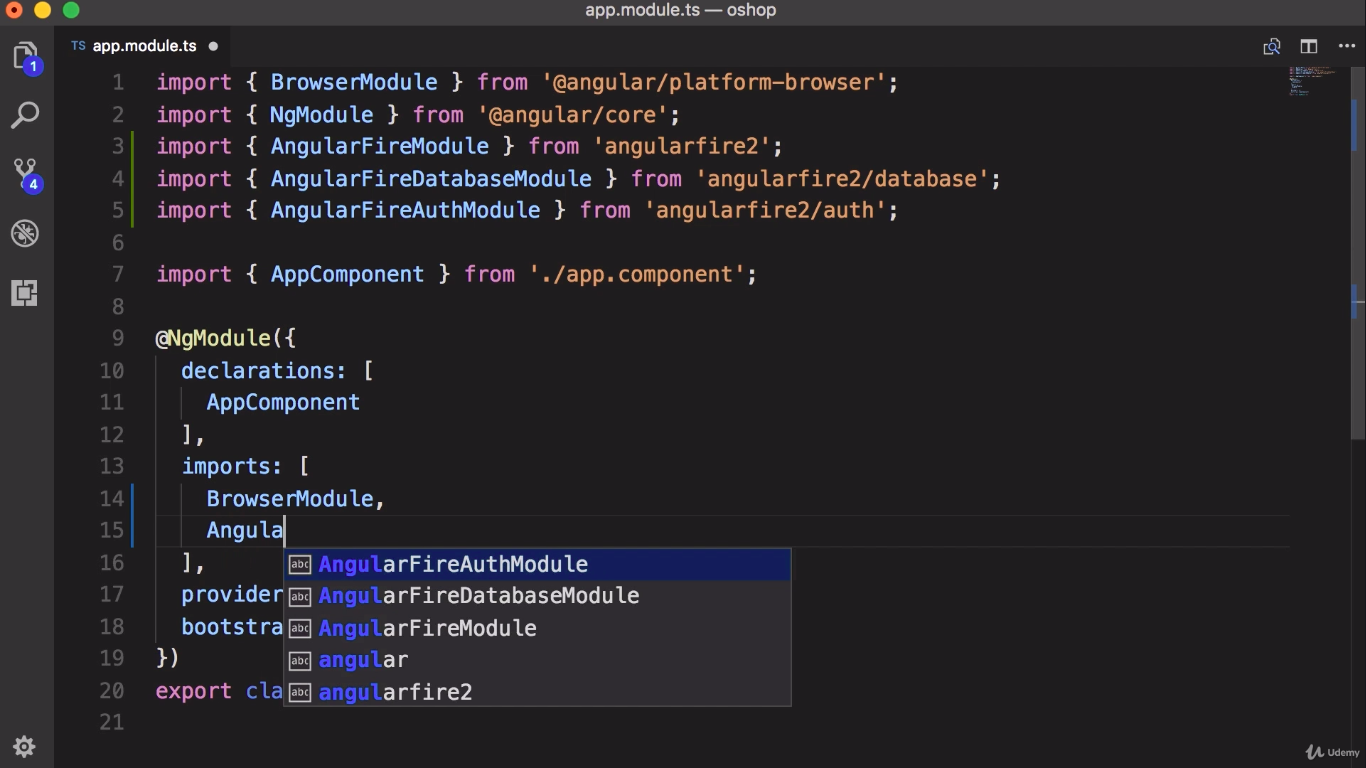 app.module.ts — oshop
TS app.module.ts
1
4
1 import { BrowserModule } from '@angular/platform-browser';
2 import { NgModule } from '@angular/core';
3 import { AngularFireModule } from 'angularfire2';
4 import { AngularFireDatabaseModule } from 'angularfire2/database';
5 import { AngularFireAuthModule } from 'angularfire2/auth';
6
7 import { AppComponent } from './app.component';
8
9 @NgModule({
10 declarations: [
11 AppComponent
12 ],
13 imports: [
14 BrowserModule,
15 Angula
16 ],
abc AngularFireAuthModule
17 provider
abc AngularFireDatabaseModule
18 bootstra
abc AngularFireModule
19 })
abc angular
20 export cla
abc angularfire2
21
Udemy